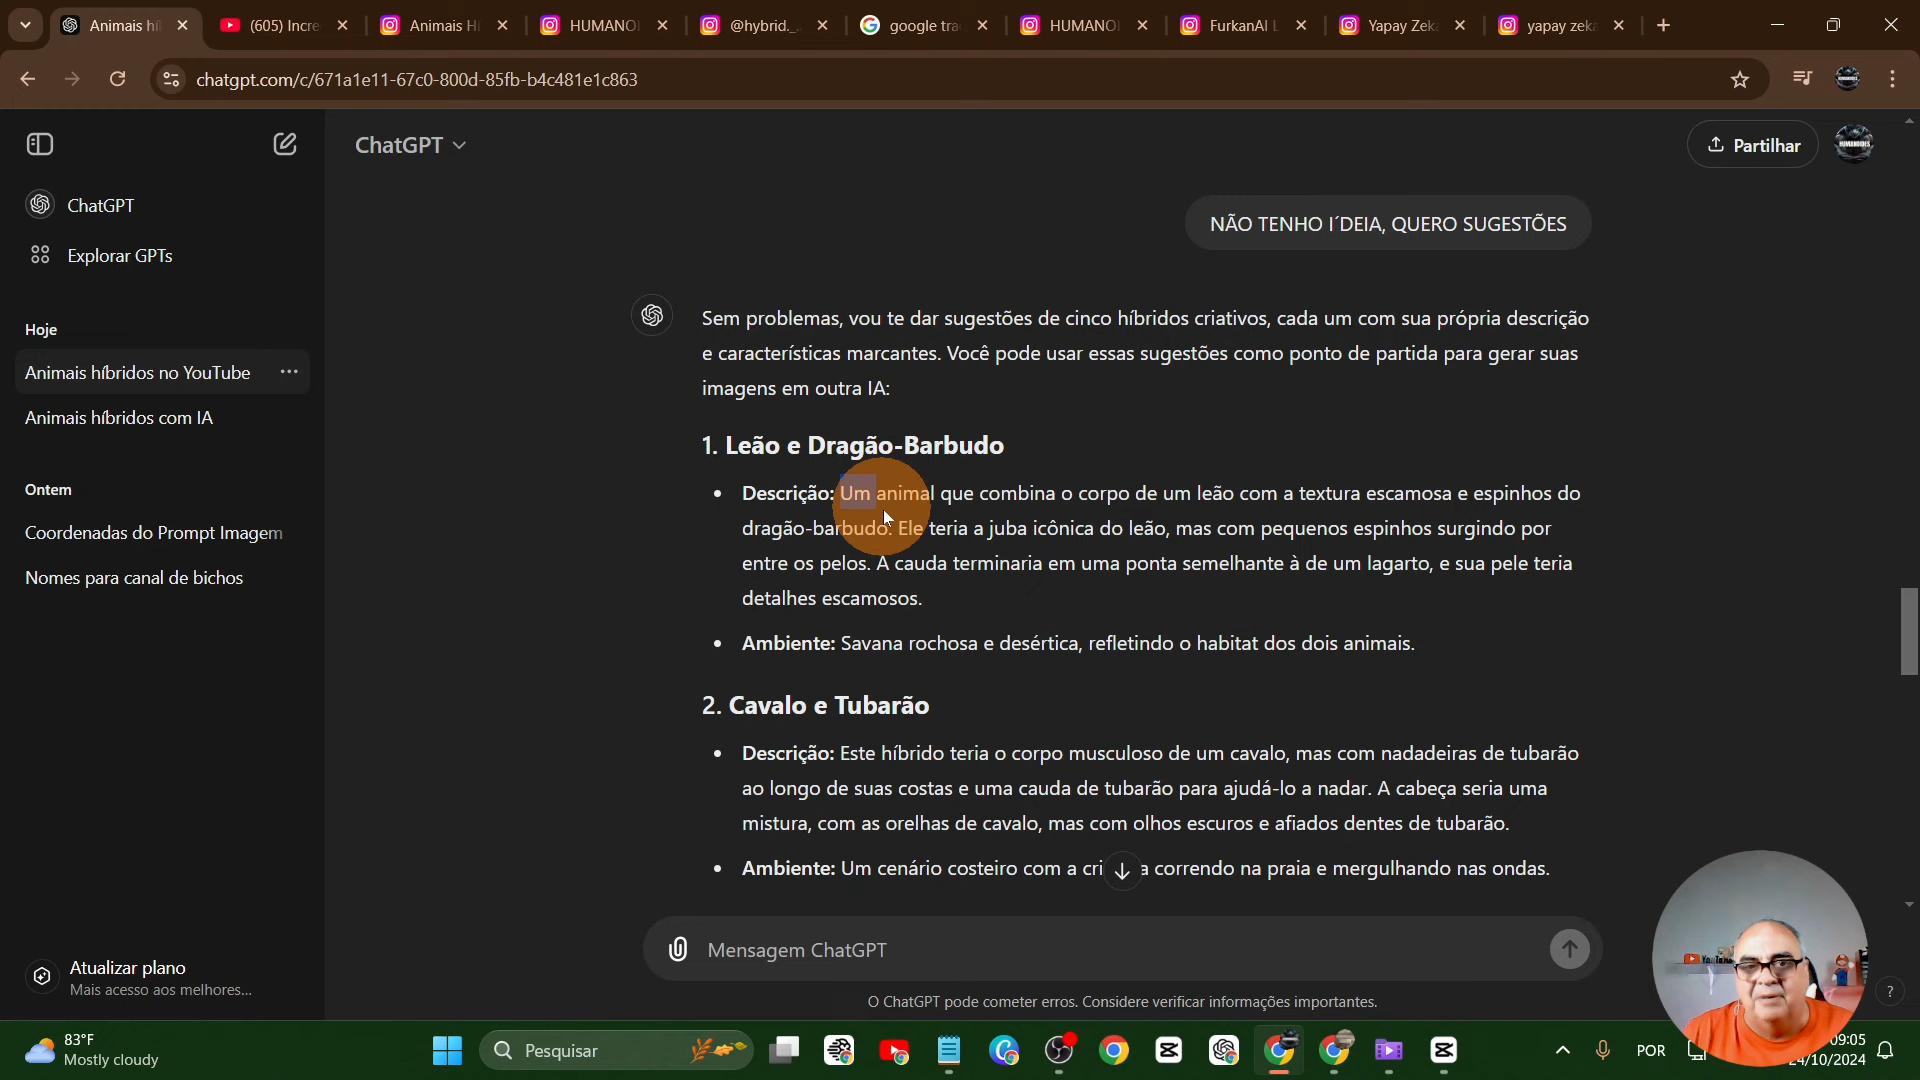 Animais hí
(605) Incre
Animais H
HUMANO
@hybrid._
google tra
HUMANO
FurkanAI L
Yapay Zek
yapay zek
chatgpt.com/c/671a1e11-67c0-800d-85fb-b4c481e1c863
ChatGPT
Partilhar
HUMANOIDES
ChatGPT
Explorar GPTs
Hoje
Animais híbridos no YouTube
Animais híbridos com IA
Ontem
Coordenadas do Prompt Imagem
Nomes para canal de bichos
Atualizar plano
Mais acesso aos melhores...
NÃO TENHO I´DEIA, QUERO SUGESTÕES
Sem problemas, vou te dar sugestões de cinco híbridos criativos, cada um com sua própria descrição
e características marcantes. Você pode usar essas sugestões como ponto de partida para gerar suas
imagens em outra IA:
1. Leão e Dragão-Barbudo
• Descrição: Um animal que combina o corpo de um leão com a textura escamosa e espinhos do
dragão-barbudo. Ele teria a juba icônica do leão, mas com pequenos espinhos surgindo por
entre os pelos. A cauda terminaria em uma ponta semelhante à de um lagarto, e sua pele teria
detalhes escamosos.
• Ambiente: Savana rochosa e desértica, refletindo o habitat dos dois animais.
2. Cavalo e Tubarão
• Descrição: Este híbrido teria o corpo musculoso de um cavalo, mas com nadadeiras de tubarão
ao longo de suas costas e uma cauda de tubarão para ajudá-lo a nadar. A cabeça seria uma
mistura, com as orelhas de cavalo, mas com olhos escuros e afiados dentes de tubarão.
• Ambiente: Um cenário costeiro com a cri a correndo na praia e mergulhando nas ondas.
Mensagem ChatGPT
O ChatGPT pode cometer erros. Considere verificar informações importantes.
?
83°F
Mostly cloudy
Pesquisar
POR
09:05
24/10/2024